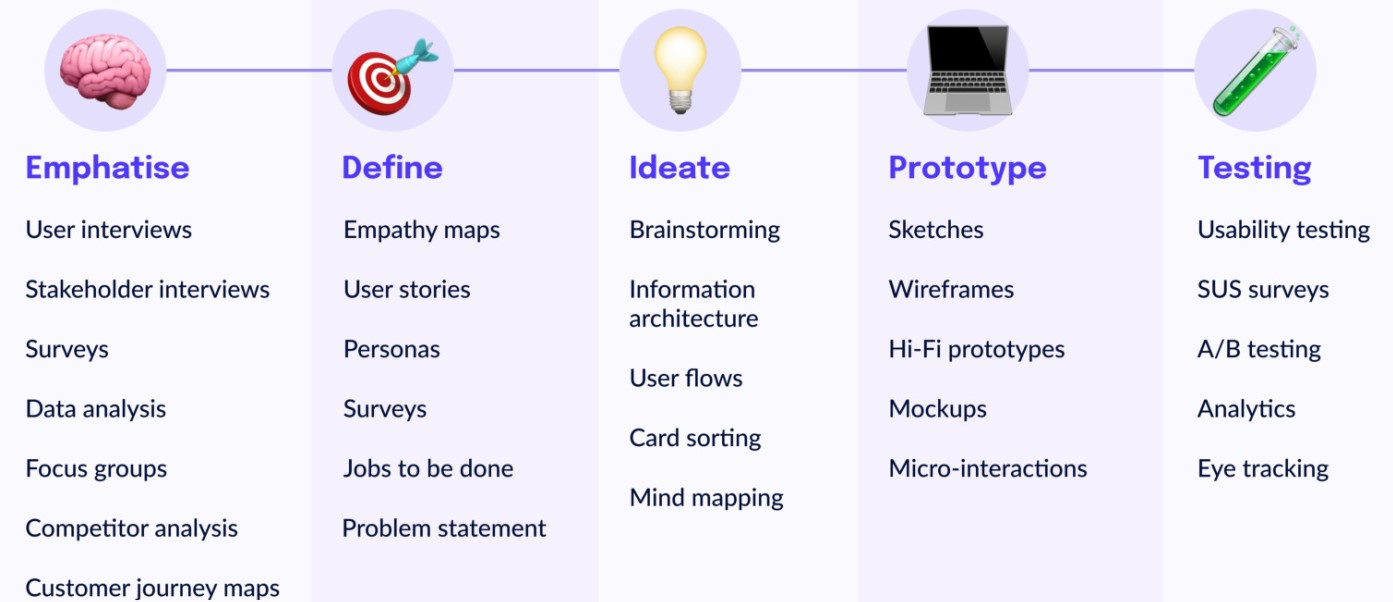 Emphatise
User interviews
Stakeholder interviews
Surveys
Data analysis
Focus groups
Competitor analysis
Customer journey maps
Define
Empathy maps
User stories
Personas
Surveys
Jobs to be done
Problem statement
Ideate
Brainstorming
Information
architecture
User flows
Card sorting
Mind mapping
Prototype
Sketches
Wireframes
Hi-Fi prototypes
Mockups
Micro-interactions
Testing
Usability testing
SUS surveys
A/B testing
Analytics
Eye tracking